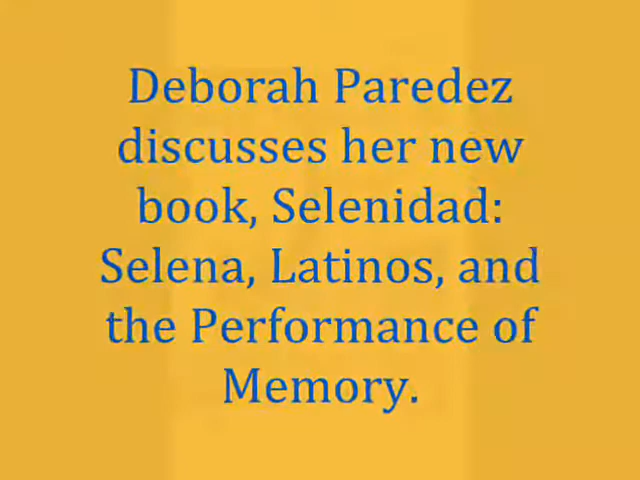 Deborah Paredez
discusses her new
book, Selenidad:
Selena, Latinos, and
the Performance of
Memory.